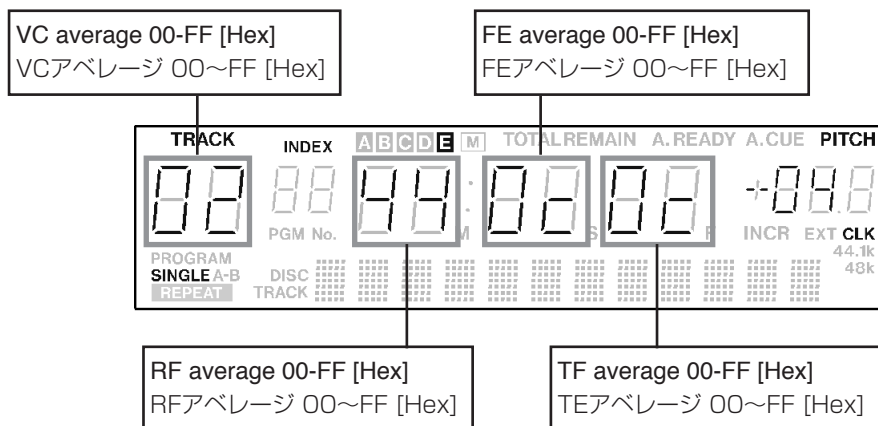 VC average 00-FF [Hex]
VCアベレージ 00～FF [Hex]
FE average 00-FF [Hex]
FEアベレージ 00～FF [Hex]
TRACK INDEX A B C D E M TOTAL REMAIN A.READY A.CUE PITCH
02 44 0c 0c -04
PGM No. M S F INCR EXT CLK
44.1k
48k
PROGRAM
SINGLE A-B
REPEAT
DISC
TRACK
RF average 00-FF [Hex]
RFアベレージ 00～FF [Hex]
TF average 00-FF [Hex]
TEアベレージ 00～FF [Hex]